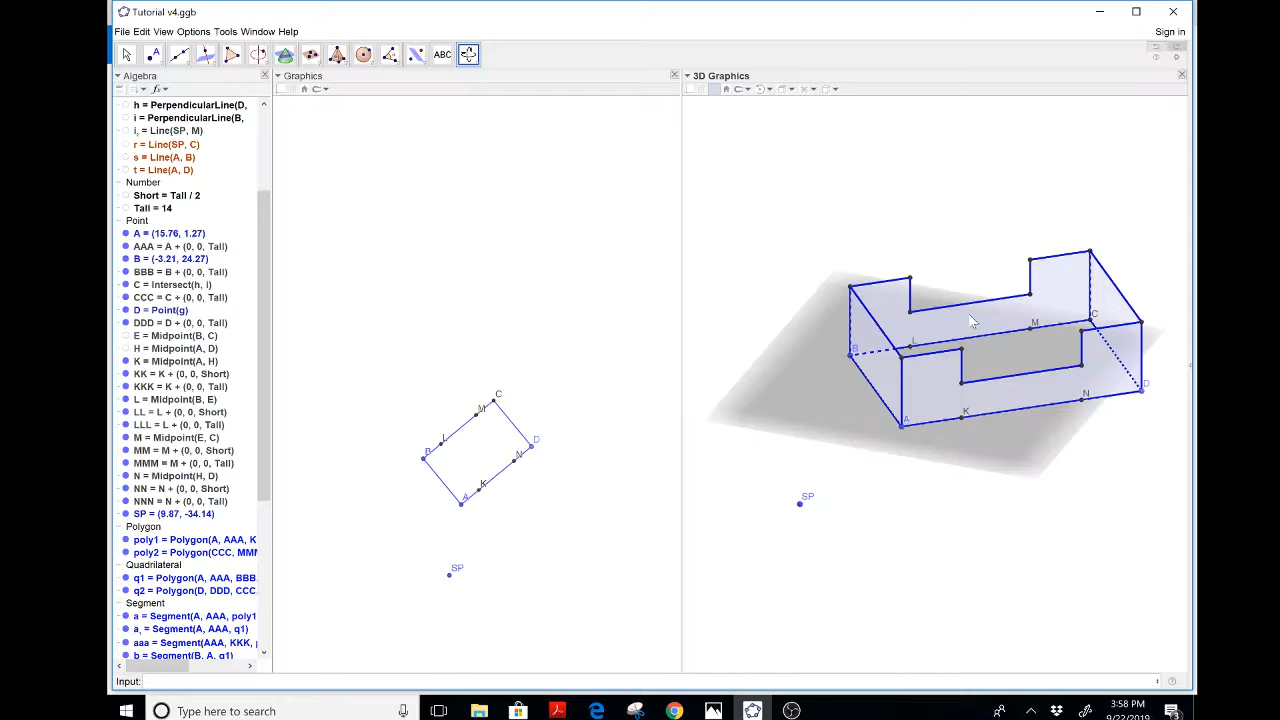 Tutorial v4.ggb
File Edit View Options Tools Window Help
Sign in
ABC
Algebra
Graphics
3D Graphics
h = PerpendicularLine(D,
i = PerpendicularLine(B,
i₁ = Line(SP, M)
r = Line(SP, C)
s = Line(A, B)
t = Line(A, D)
Number
Short = Tall / 2
Tall = 14
Point
A = (15.76, 1.27)
AAA = A + (0, 0, Tall)
B = (-3.21, 24.27)
BBB = B + (0, 0, Tall)
C = Intersect(h, i)
CCC = C + (0, 0, Tall)
D = Point(g)
DDD = D + (0, 0, Tall)
E = Midpoint(B, C)
H = Midpoint(A, D)
K = Midpoint(A, H)
KK = K + (0, 0, Short)
KKK = K + (0, 0, Tall)
L = Midpoint(B, E)
LL = L + (0, 0, Short)
LLL = L + (0, 0, Tall)
M = Midpoint(E, C)
MM = M + (0, 0, Short)
MMM = M + (0, 0, Tall)
N = Midpoint(H, D)
NN = N + (0, 0, Short)
NNN = N + (0, 0, Tall)
SP = (9.87, -34.14)
Polygon
poly1 = Polygon(A, AAA, K
poly2 = Polygon(CCC, MMM
Quadrilateral
q1 = Polygon(A, AAA, BBB
q2 = Polygon(D, DDD, CCC
Segment
a = Segment(A, AAA, poly1
a₁ = Segment(A, AAA, q1)
aaa = Segment(AAA, KKK,
b = Segment(B, A, q1)
C
M
L
B
D
N
K
A
SP
C
M
L
B
D
N
K
A
SP
Input:
Type here to search
3:58 PM
9/22/2019